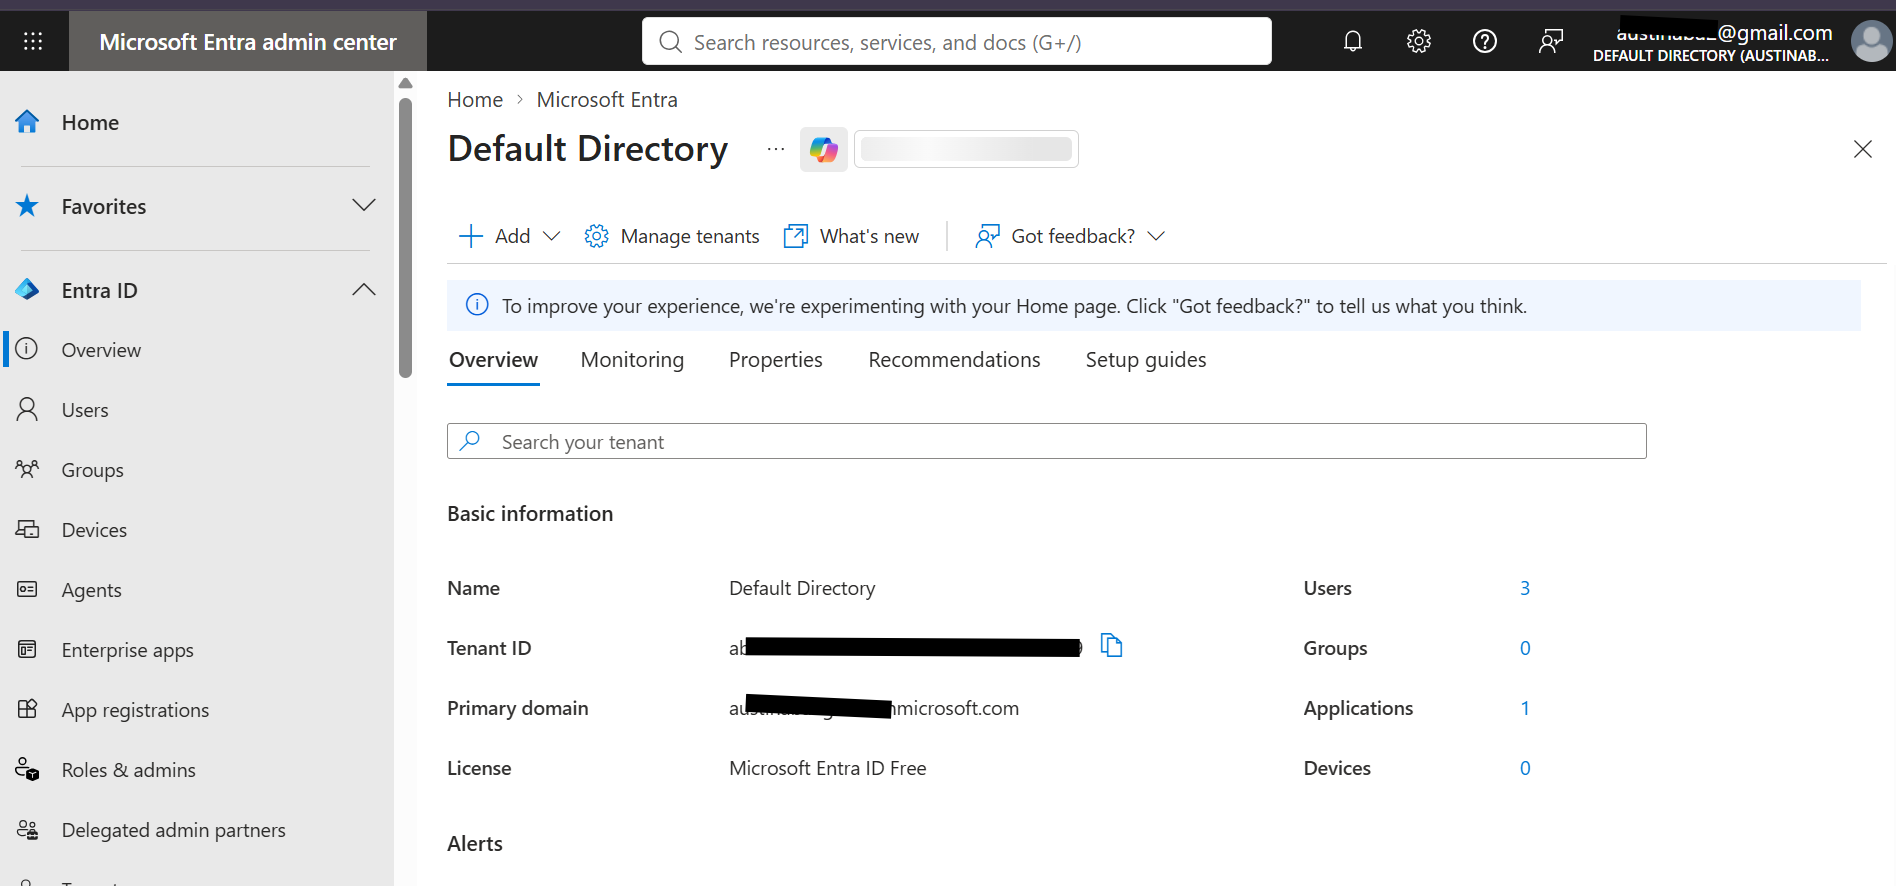 Microsoft Entra admin center
Search resources, services, and docs (G+/)
@gmail.com
DEFAULT DIRECTORY (AUSTINAB...
Home
Favorites
Entra ID
Overview
Users
Groups
Devices
Agents
Enterprise apps
App registrations
Roles & admins
Delegated admin partners
Home > Microsoft Entra
Default Directory ...
Add
Manage tenants
What's new
Got feedback?
To improve your experience, we're experimenting with your Home page. Click "Got feedback?" to tell us what you think.
Overview Monitoring Properties Recommendations Setup guides
Search your tenant
Basic information
Name Default Directory Users 3
Tenant ID ab Groups 0
Primary domain microsoft.com Applications 1
License Microsoft Entra ID Free Devices 0
Alerts